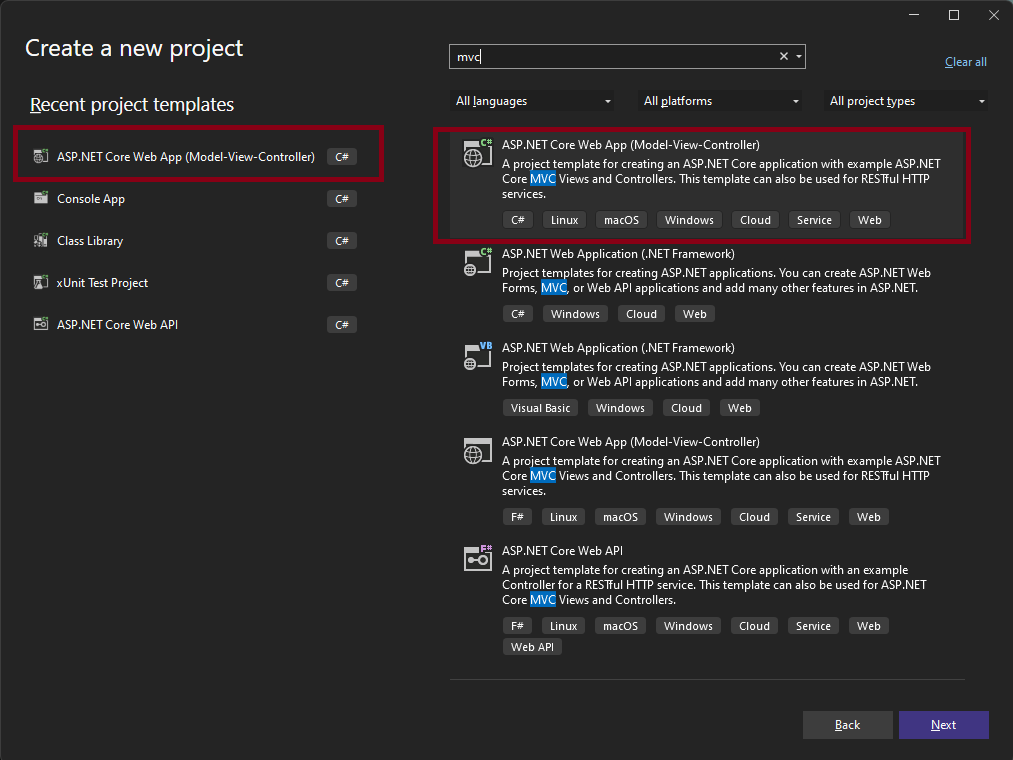 Create a new project
mvc
Clear all
Recent project templates
All languages
All platforms
All project types
ASP.NET Core Web App (Model-View-Controller)
C#
Console App
C#
Class Library
C#
xUnit Test Project
C#
ASP.NET Core Web API
C#
C#
ASP.NET Core Web App (Model-View-Controller)
A project template for creating an ASP.NET Core application with example ASP.NET
Core MVC Views and Controllers. This template can also be used for RESTful HTTP
services.
C# Linux macOS Windows Cloud Service Web
C#
ASP.NET Web Application (.NET Framework)
Project templates for creating ASP.NET applications. You can create ASP.NET Web
Forms, MVC, or Web API applications and add many other features in ASP.NET.
C# Windows Cloud Web
VB
ASP.NET Web Application (.NET Framework)
Project templates for creating ASP.NET applications. You can create ASP.NET Web
Forms, MVC, or Web API applications and add many other features in ASP.NET.
Visual Basic Windows Cloud Web
ASP.NET Core Web App (Model-View-Controller)
A project template for creating an ASP.NET Core application with example ASP.NET
Core MVC Views and Controllers. This template can also be used for RESTful HTTP
services.
F# Linux macOS Windows Cloud Service Web
F#
ASP.NET Core Web API
A project template for creating an ASP.NET Core application with an example
Controller for a RESTful HTTP service. This template can also be used for ASP.NET
Core MVC Views and Controllers.
F# Linux macOS Windows Cloud Service Web
Web API
Back
Next